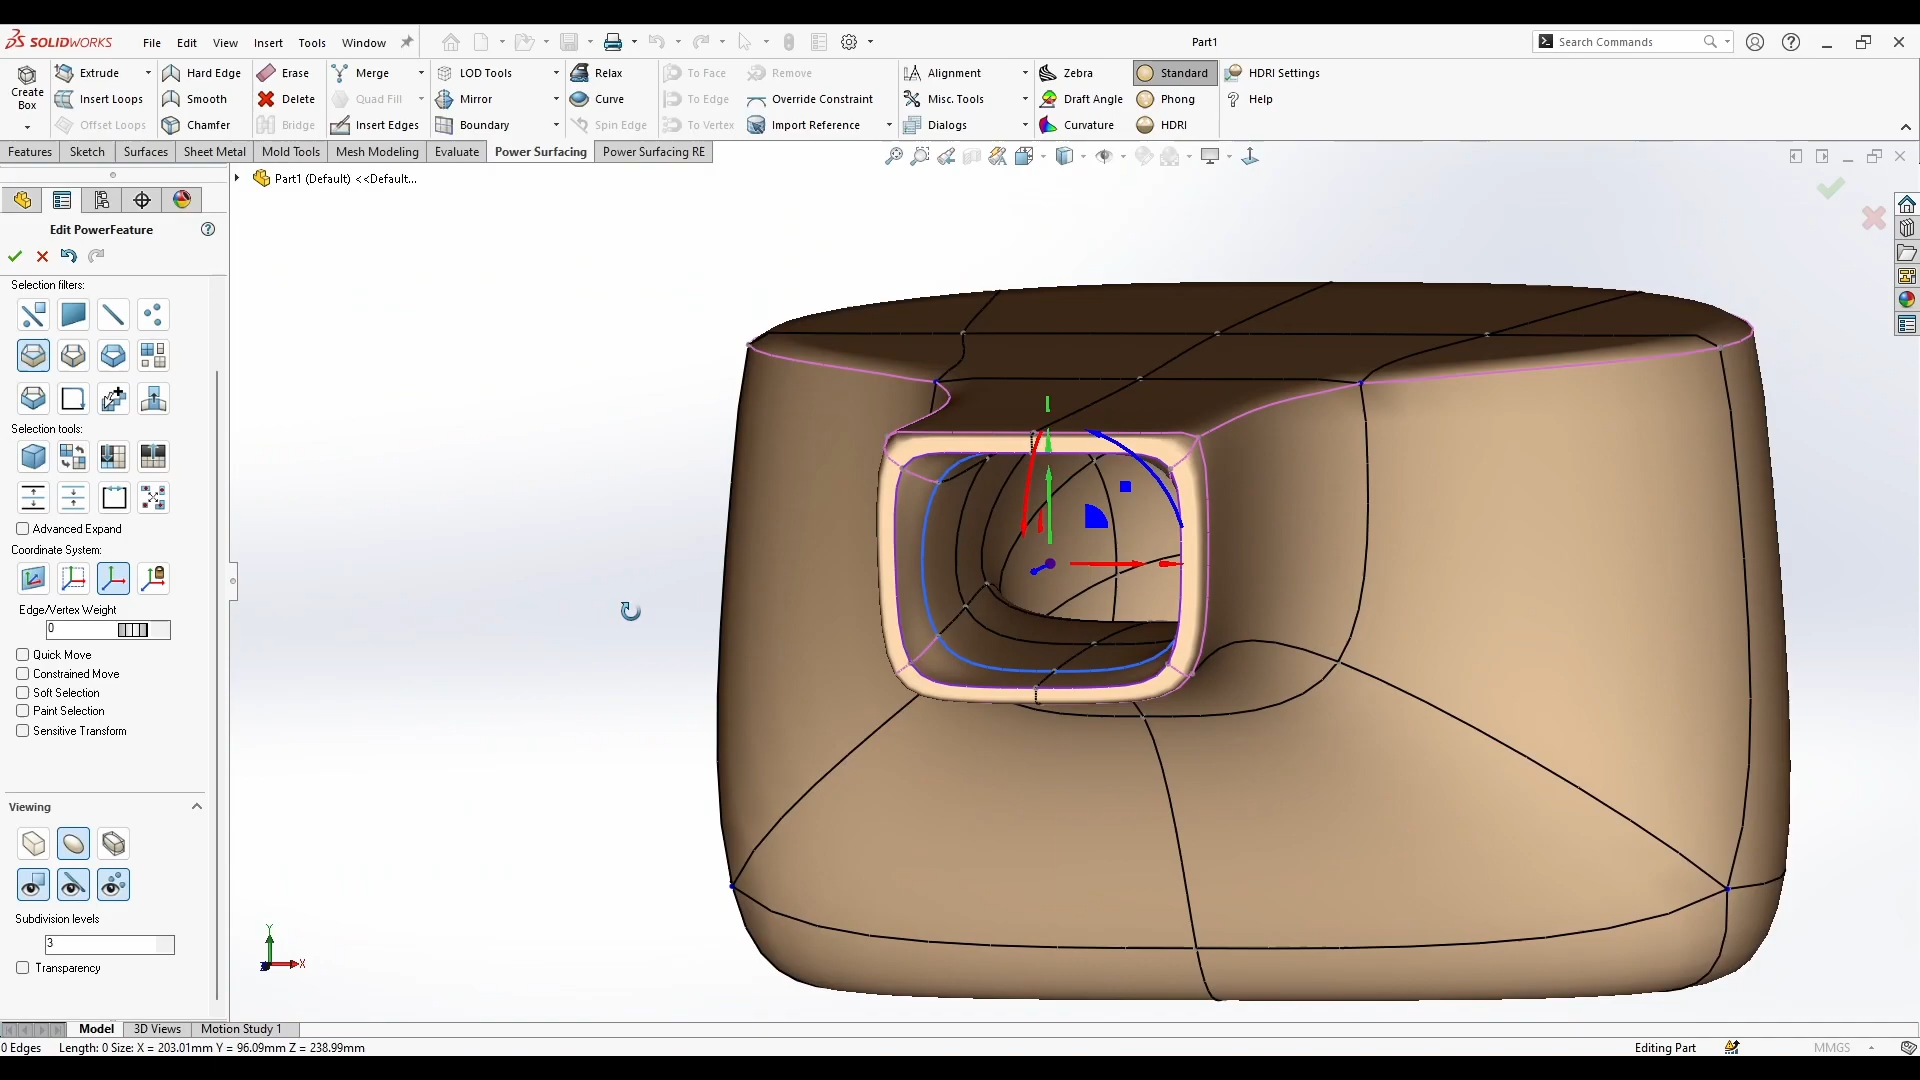 SOLIDWORKS File Edit View Insert Tools Window Part1 Search Commands
Create Box
Extrude Hard Edge Erase Merge LOD Tools Relax To Face Remove Alignment Zebra Standard HDRI Settings
Insert Loops Smooth Delete Quad Fill Mirror Curve To Edge Override Constraint Misc. Tools Draft Angle Phong Help
Offset Loops Chamfer Bridge Insert Edges Boundary Spin Edge To Vertex Import Reference Dialogs Curvature HDRI
Features Sketch Surfaces Sheet Metal Mold Tools Mesh Modeling Evaluate Power Surfacing Power Surfacing RE
Part1 (Default) <<Default...
Edit PowerFeature
Selection filters:
Selection tools:
Advanced Expand
Coordinate System:
Edge/Vertex Weight
0
Quick Move
Constrained Move
Soft Selection
Paint Selection
Sensitive Transform
Viewing
Subdivision levels
3
Transparency
Y
X
Model 3D Views Motion Study 1
0 Edges Length: 0 Size: X = 203.01mm Y = 96.09mm Z = 238.99mm Editing Part MMGS